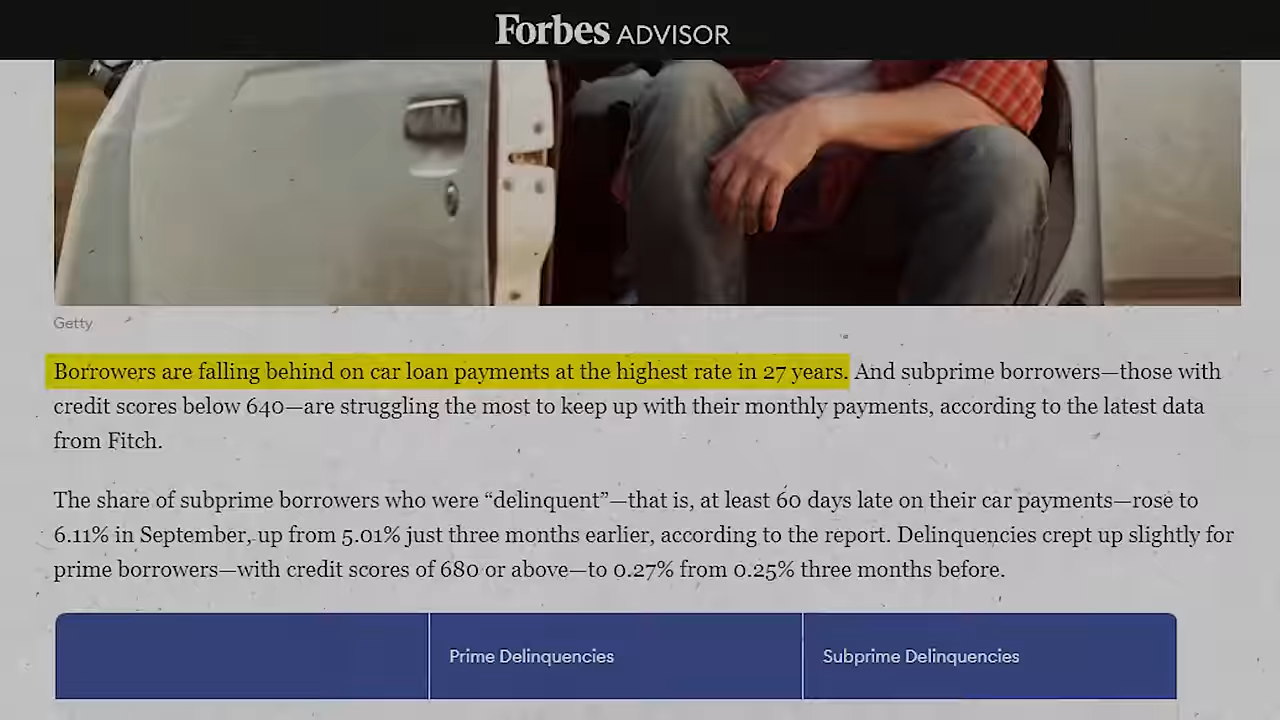 Forbes ADVISOR
Getty
Borrowers are falling behind on car loan payments at the highest rate in 27 years. And subprime borrowers—those with
credit scores below 640—are struggling the most to keep up with their monthly payments, according to the latest data
from Fitch.
The share of subprime borrowers who were “delinquent”—that is, at least 60 days late on their car payments—rose to
6.11% in September, up from 5.01% just three months earlier, according to the report. Delinquencies crept up slightly for
prime borrowers—with credit scores of 680 or above—to 0.27% from 0.25% three months before.
Prime Delinquencies
Subprime Delinquencies